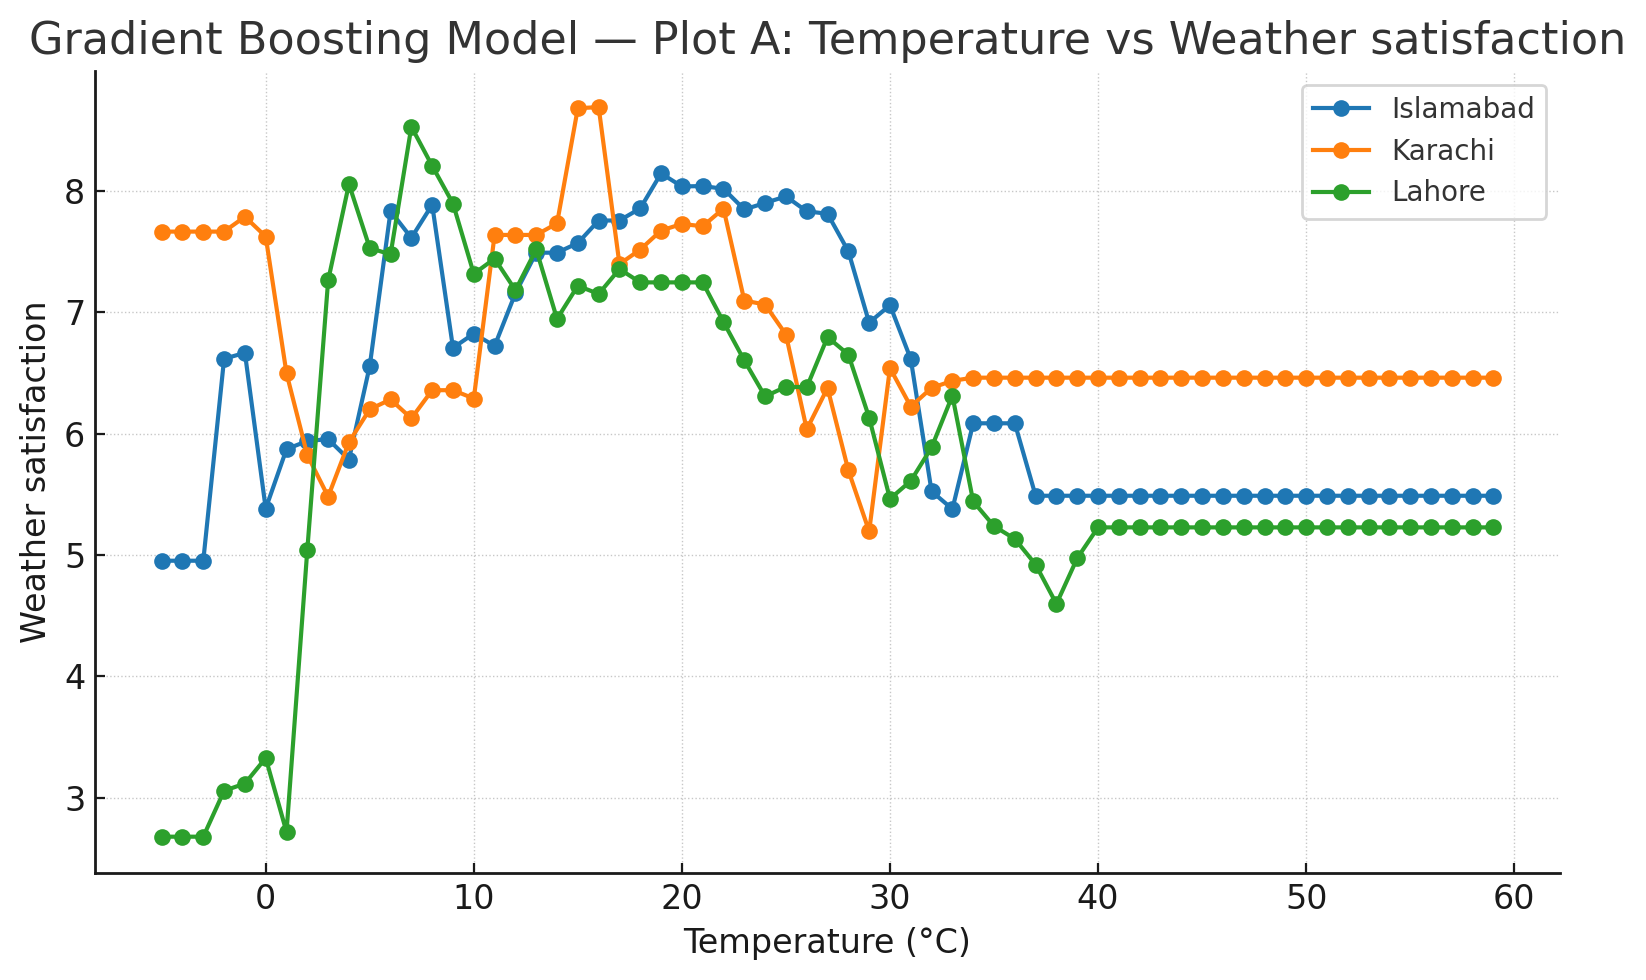 Gradient Boosting Model — Plot A: Temperature vs Weather satisfaction
Islamabad
Karachi
Lahore
Weather satisfaction
8
7
6
5
4
3
0 10 20 30 40 50 60
Temperature (°C)